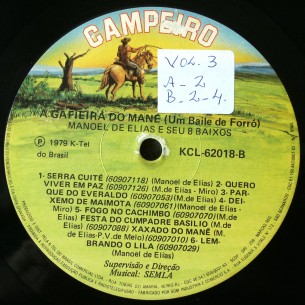 CAMPEIRO
VOL. 3
A-2
B-2-4.
A GAFIEIRA DO MANÉ (Um Baile de Forró)
MANOEL DE ELIAS E SEU 8 BAIXOS
℗ 1979 K-Tel
do Brasil
KCL-62018-B
1- SERRA CUITÉ (60907118) (Manoel de Elias) 2- QUERO
VIVER EM PAZ (60907126) (M. de Elias - Miro) 3- PAR-
QUE DO EVERALDO (60907053)(M. de Elias) 4- DEI-
XEMO DE MAIMOTA (60907061) (Manoel de Elias -
Miro) 5- FOGO NO CACHIMBO (60907070)(M. de
Elias) FESTA DO CUMPADRE BASILIO (M. de Elias)
(60907088) XAXADO DO MANÉ (M.
de Elias-P.V. de Melo)(60907010) 6- LEM-
BRANDO O LILA (60907029)
(Manoel de Elias)
Supervisão e Direção
Musical: SEMLA